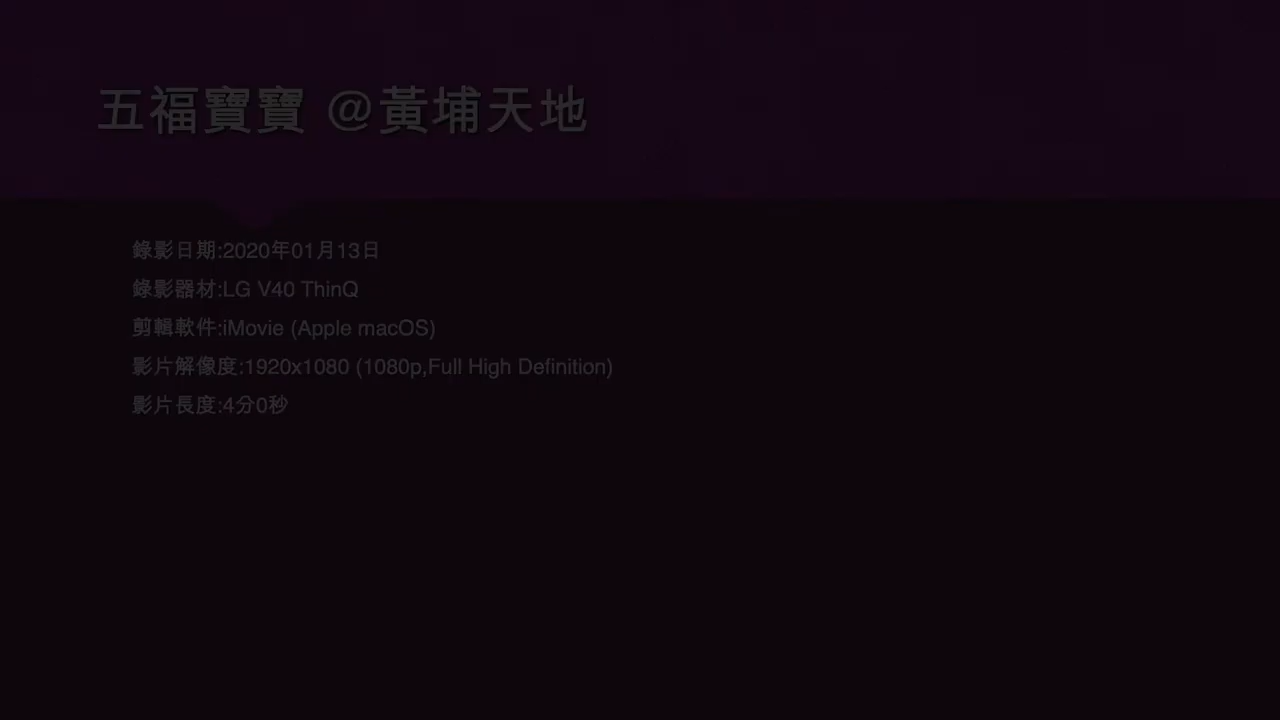 五福寶寶 @黃埔天地
錄影日期:2020年01月13日
錄影器材:LG V40 ThinQ
剪輯軟件:iMovie (Apple macOS)
影片解像度:1920x1080 (1080p,Full High Definition)
影片長度:4分0秒